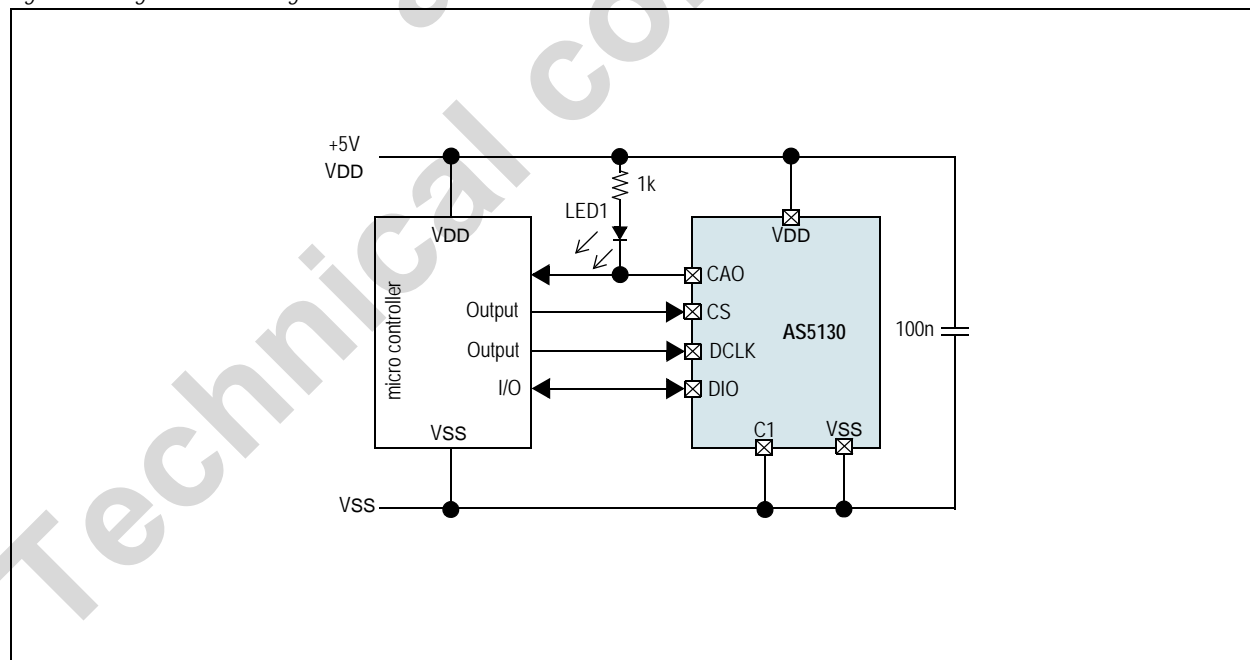 +5V
VDD
1k
LED1
VDD
VDD
CAO
micro controller
Output
CS
AS5130
100n
Output
DCLK
I/O
DIO
VSS
C1
VSS
VSS
Technical co